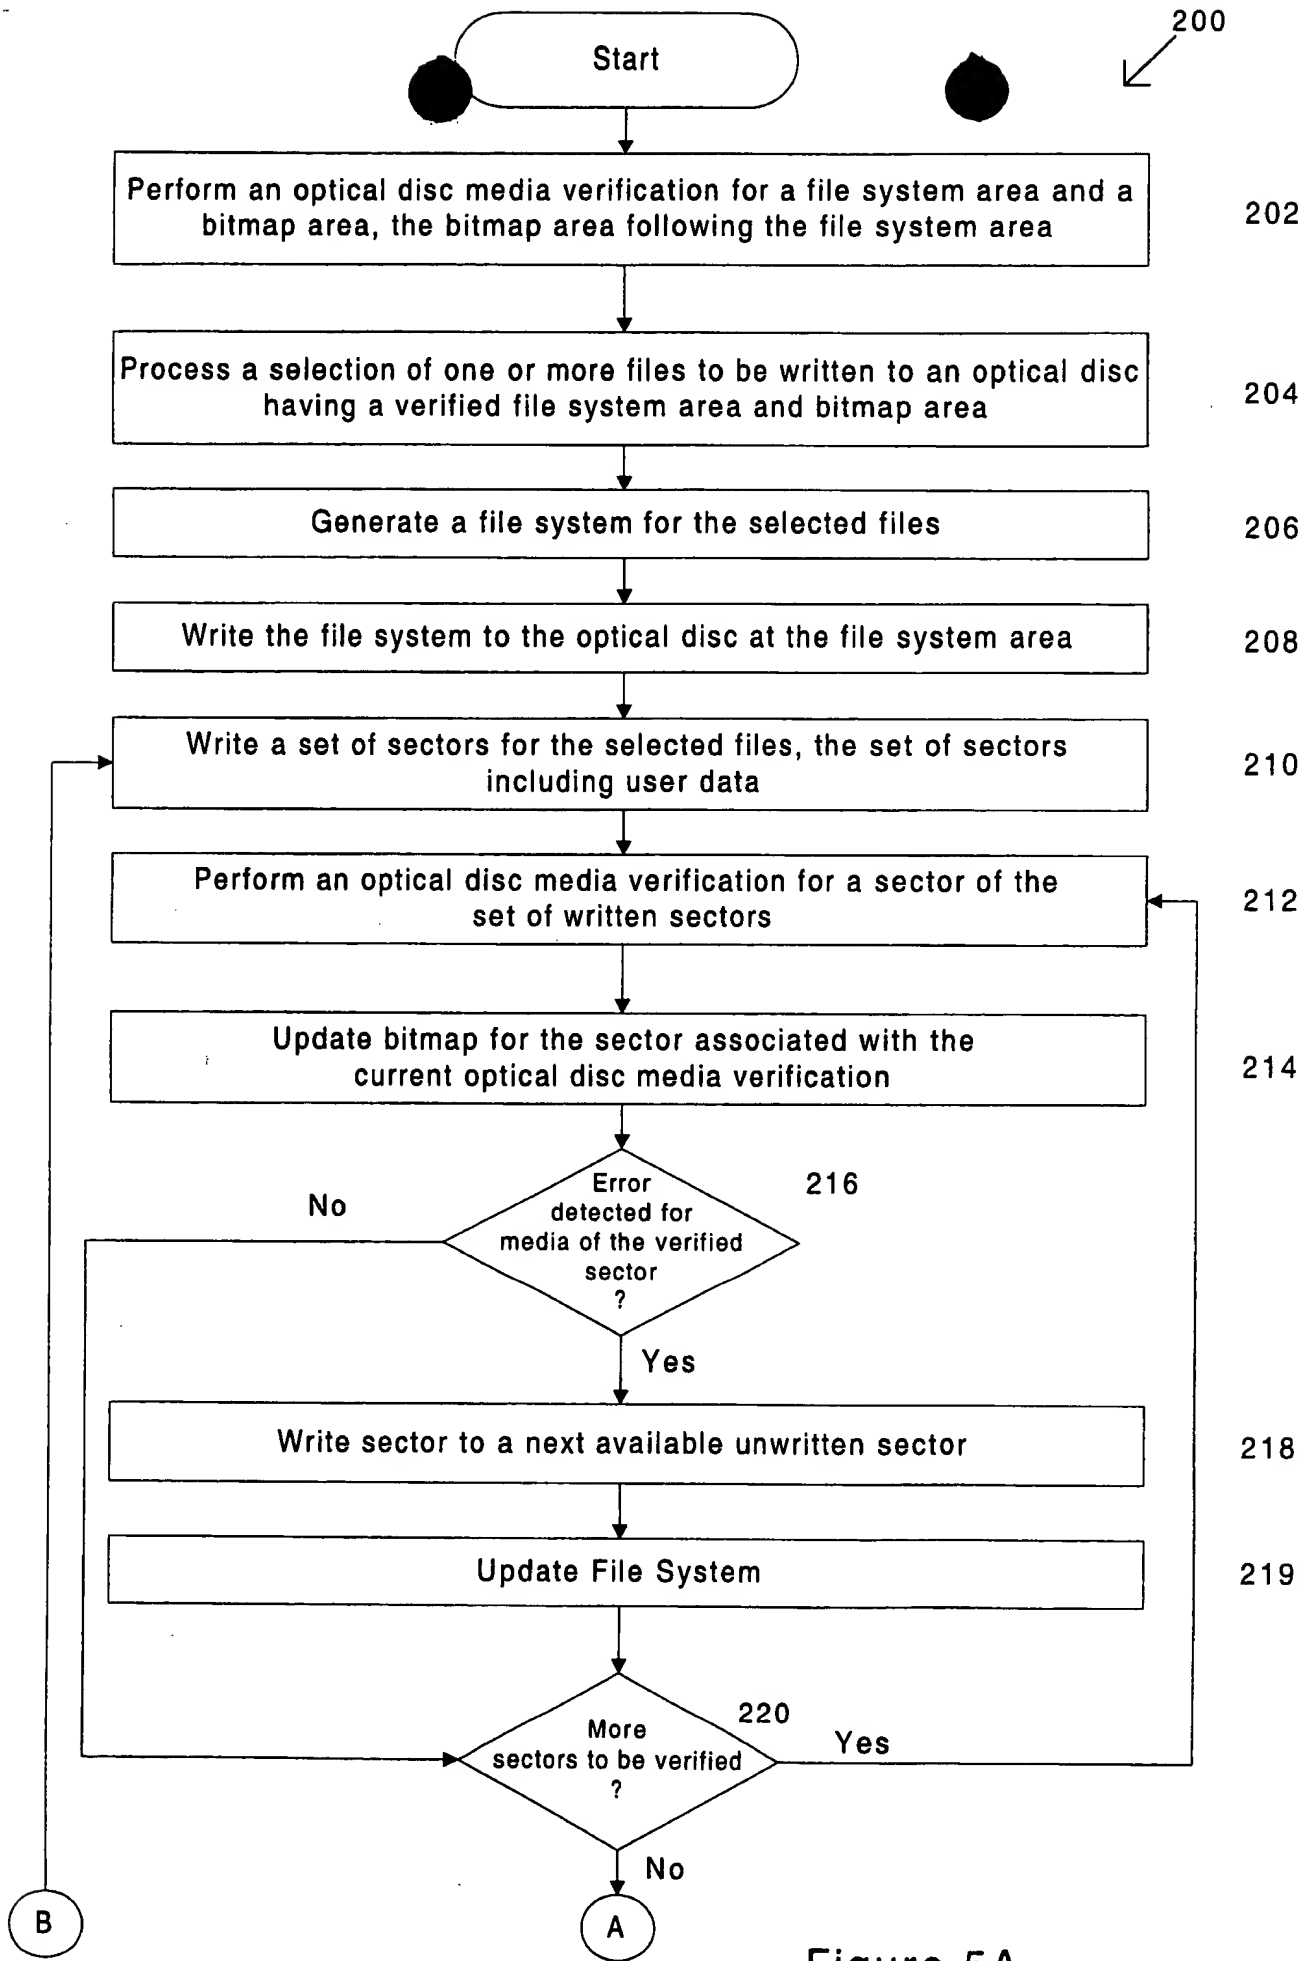 200
Start
Perform an optical disc media verification for a file system area and a
bitmap area, the bitmap area following the file system area
202
Process a selection of one or more files to be written to an optical disc
having a verified file system area and bitmap area
204
Generate a file system for the selected files
206
Write the file system to the optical disc at the file system area
208
Write a set of sectors for the selected files, the set of sectors
including user data
210
Perform an optical disc media verification for a sector of the
set of written sectors
212
Update bitmap for the sector associated with the
current optical disc media verification
214
Error
detected for
media of the verified
sector
?
216
No
Yes
Write sector to a next available unwritten sector
218
Update File System
219
More
sectors to be verified
?
220
Yes
No
B
A
Figure 5A